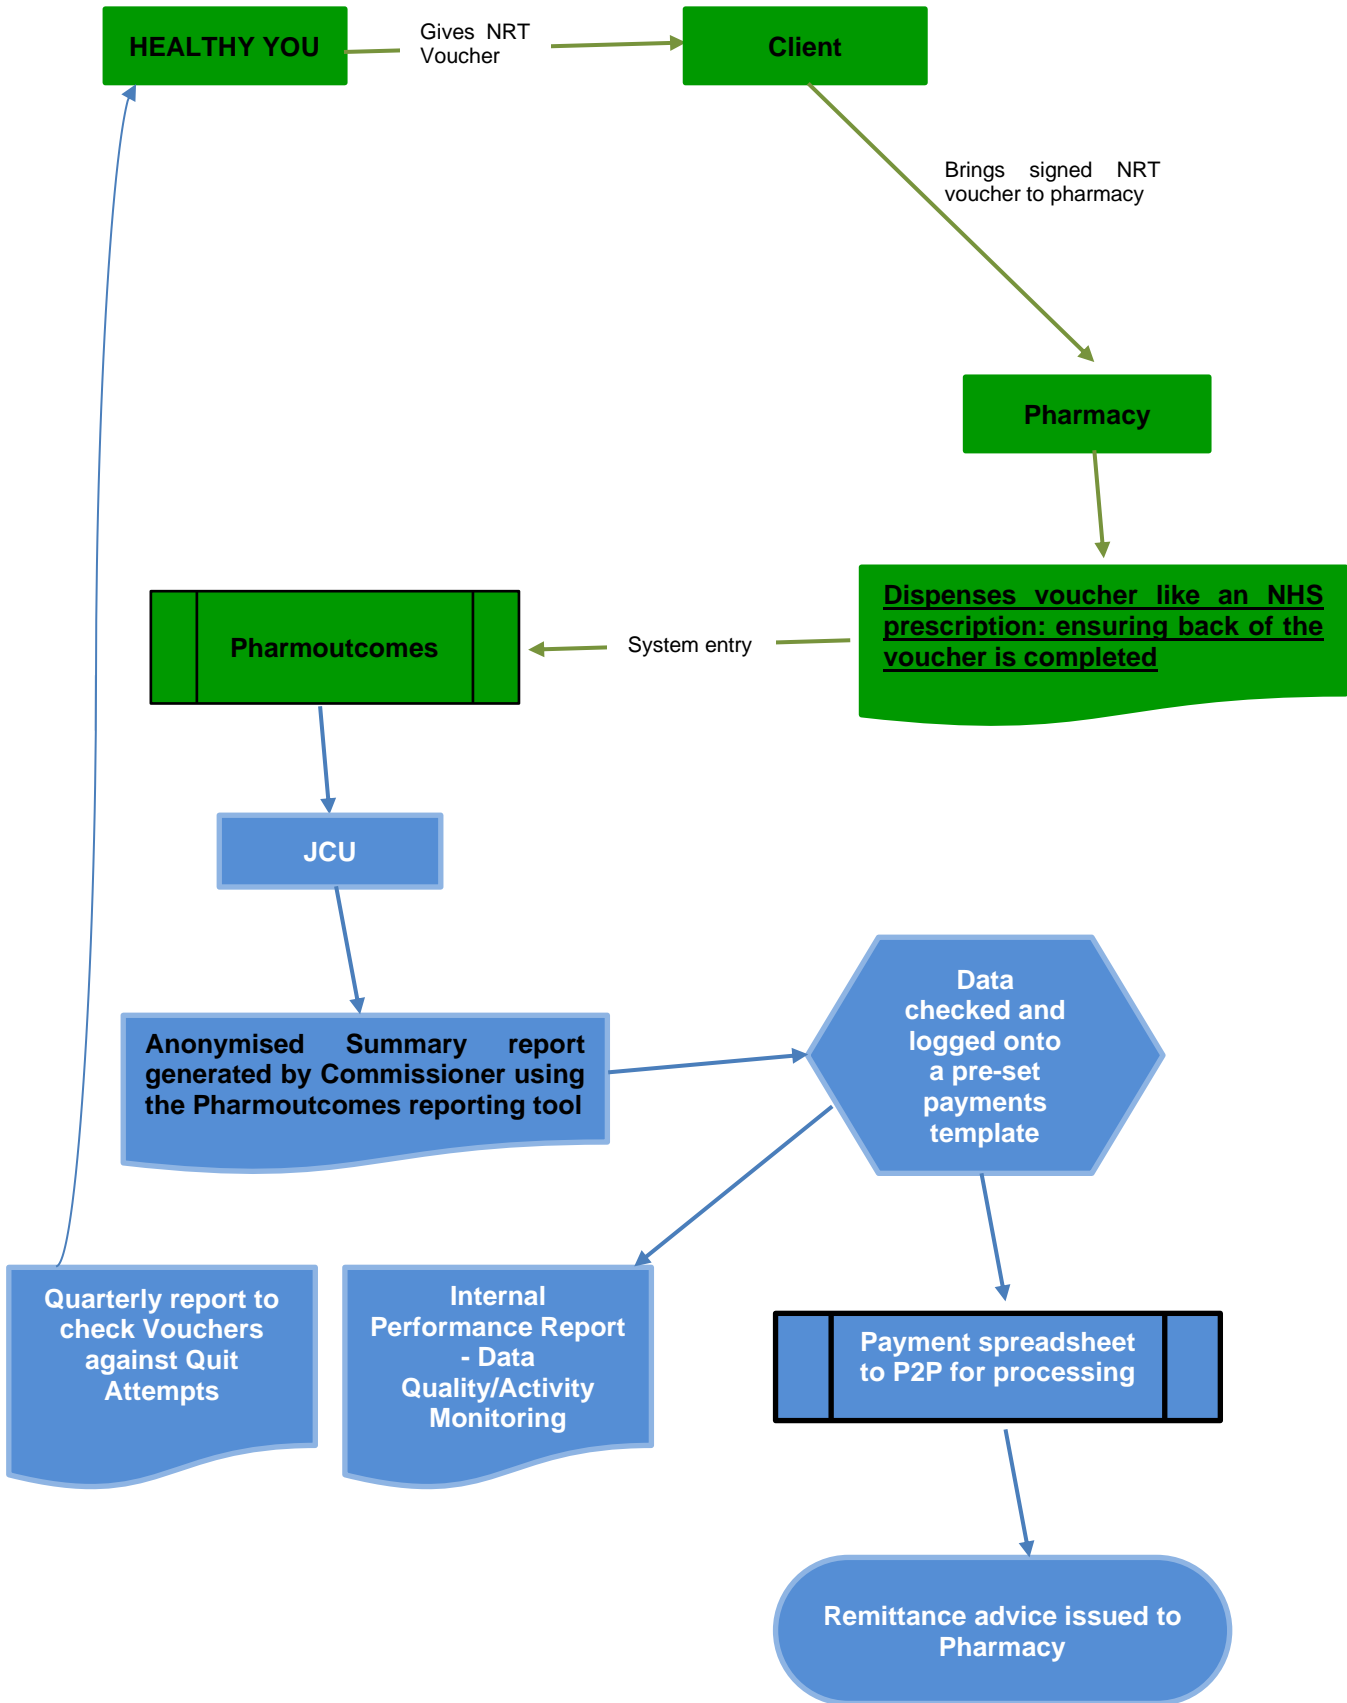 HEALTHY YOU
Gives NRT
Voucher
Client
Brings signed NRT
voucher to pharmacy
Pharmacy
Dispenses voucher like an NHS
prescription: ensuring back of the
voucher is completed
System entry
Pharmoutcomes
JCU
Anonymised Summary report
generated by Commissioner using
the Pharmoutcomes reporting tool
Data
checked and
logged onto
a pre-set
payments
template
Quarterly report to
check Vouchers
against Quit
Attempts
Internal
Performance Report
- Data
Quality/Activity
Monitoring
Payment spreadsheet
to P2P for processing
Remittance advice issued to
Pharmacy